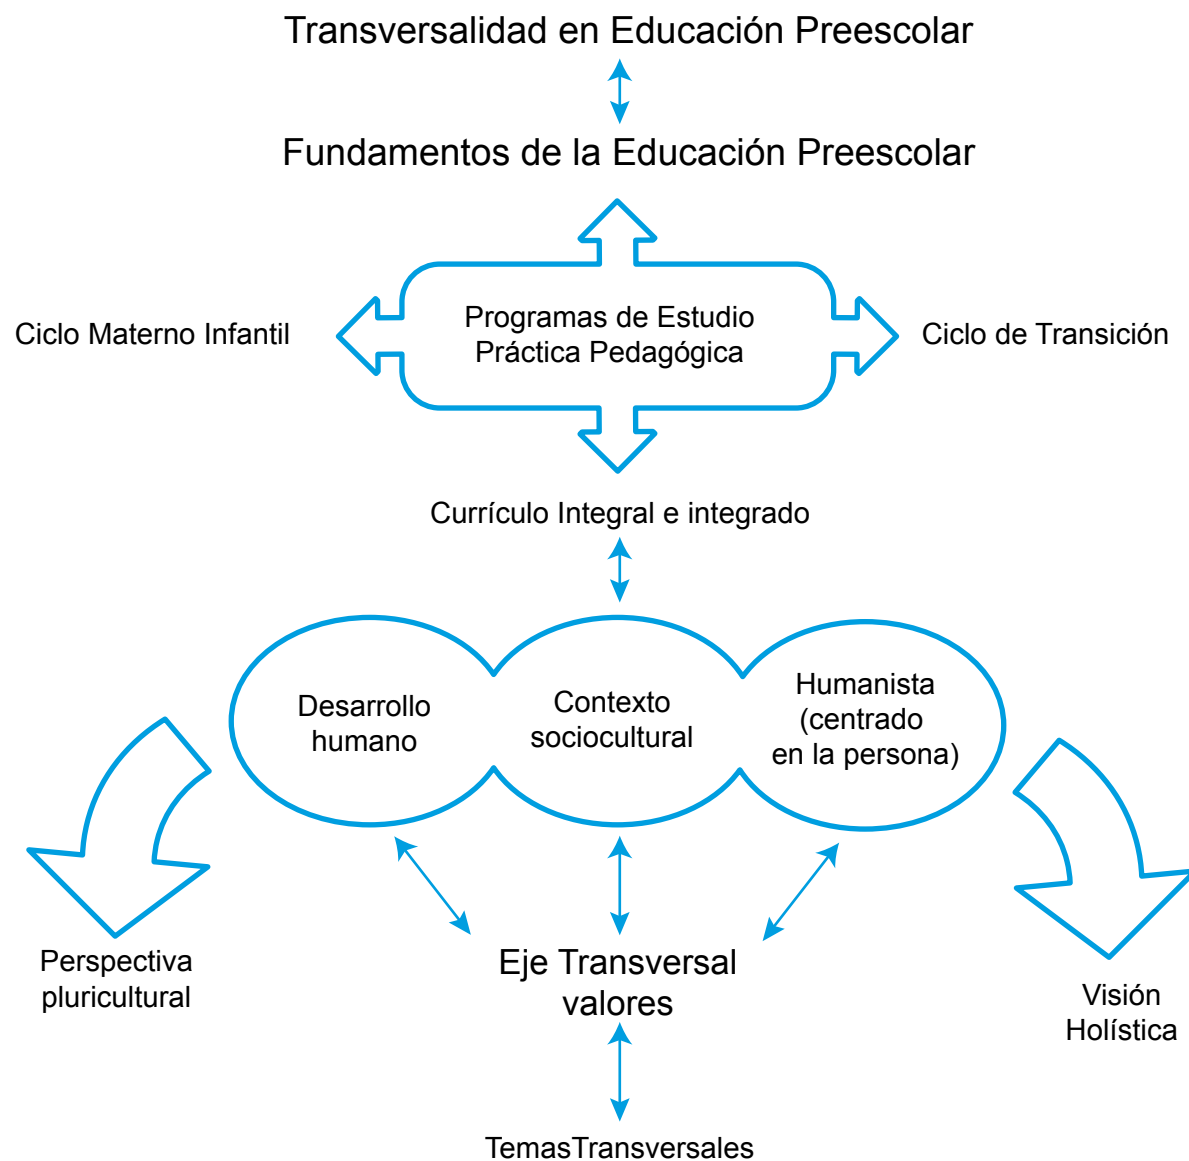 Transversalidad en Educación Preescolar
Fundamentos de la Educación Preescolar
Ciclo Materno Infantil
Programas de Estudio
Práctica Pedagógica
Ciclo de Transición
Currículo Integral e integrado
Desarrollo
humano
Contexto
sociocultural
Humanista
(centrado
en la persona)
Perspectiva
pluricultural
Eje Transversal
valores
Visión
Holística
TemasTransversales